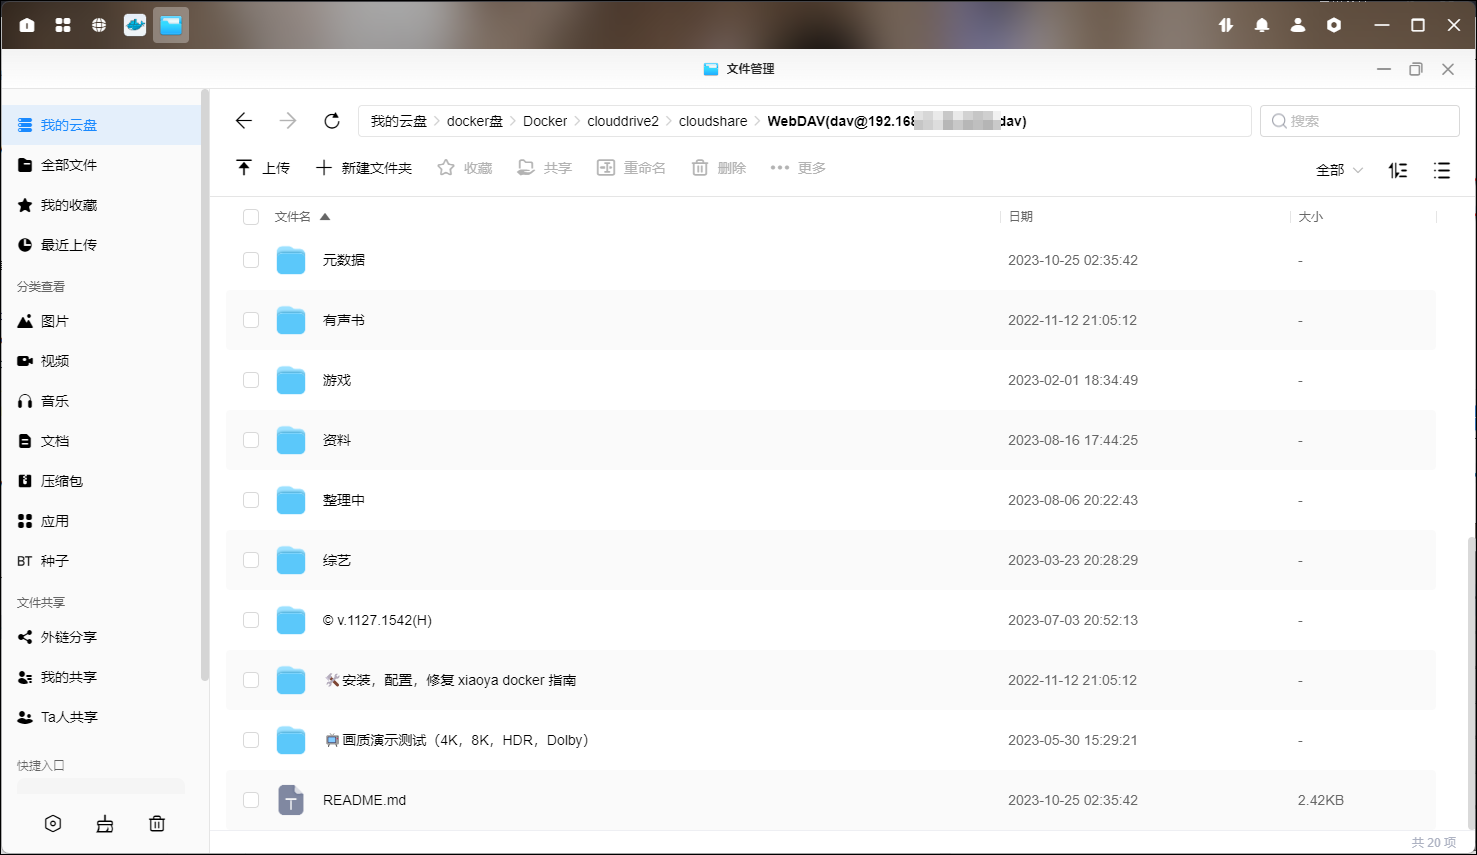 文件管理
我的云盘
全部文件
我的收藏
最近上传
分类查看
图片
视频
音乐
文档
压缩包
应用
BT 种子
文件共享
外链分享
我的共享
Ta人共享
快捷入口
我的云盘 docker盘 Docker clouddrive2 cloudshare WebDAV(dav@192.168 dav)
搜索
上传 新建文件夹 收藏 共享 重命名 删除 更多
全部
文件名 日期 大小
元数据 2023-10-25 02:35:42 -
有声书 2022-11-12 21:05:12 -
游戏 2023-02-01 18:34:49 -
资料 2023-08-16 17:44:25 -
整理中 2023-08-06 20:22:43 -
综艺 2023-03-23 20:28:29 -
© v.1127.1542(H) 2023-07-03 20:52:13 -
🛠️安装，配置，修复 xiaoya docker 指南 2022-11-12 21:05:12 -
📺画质演示测试（4K，8K，HDR，Dolby） 2023-05-30 15:29:21 -
README.md 2023-10-25 02:35:42 2.42KB
共 20 项